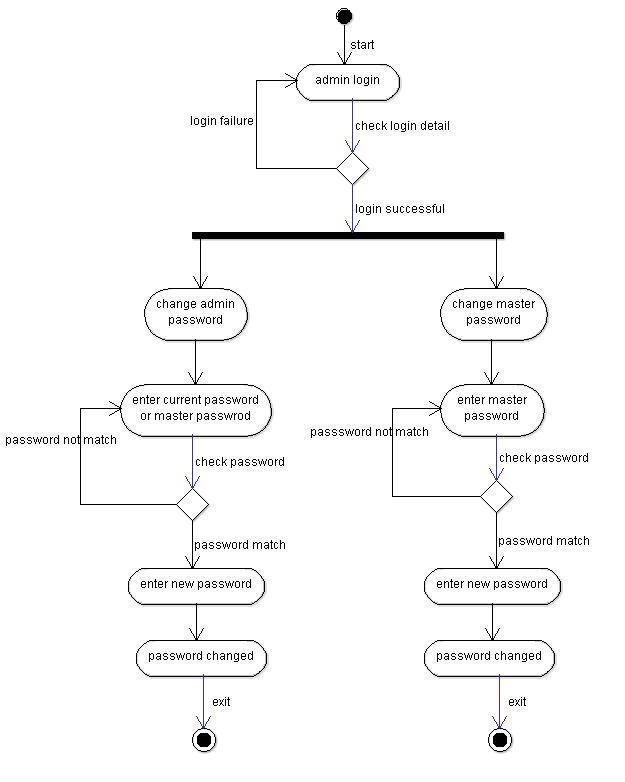 start
admin login
login failure
check login detail
login successful
change admin
password
change master
password
enter current password
or master passwrod
enter master
password
password not match
passsword not match
check password
check password
password match
password match
enter new password
enter new password
password changed
password changed
exit
exit